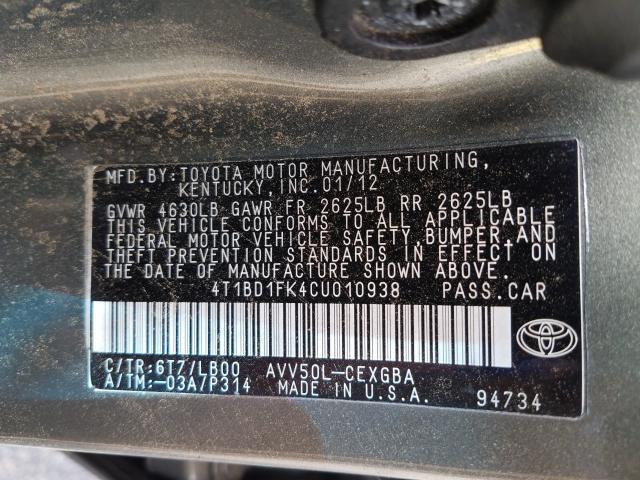 MFD. BY: TOYOTA MOTOR MANUFACTURING,
KENTUCKY, INC. 01/12
GVWR 4630LB GAWR FR 2625LB RR 2625LB
THIS VEHICLE CONFORMS TO ALL APPLICABLE
FEDERAL MOTOR VEHICLE SAFETY, BUMPER, AND
THEFT PREVENTION STANDARDS IN EFFECT ON
THE DATE OF MANUFACTURE SHOWN ABOVE.
4T1BD1FK4CU010938 PASS. CAR
C/TR: 6T7/LB00 AVV50L-CEXGBA
A/TM: -03A/P314 MADE IN U.S.A. 94734